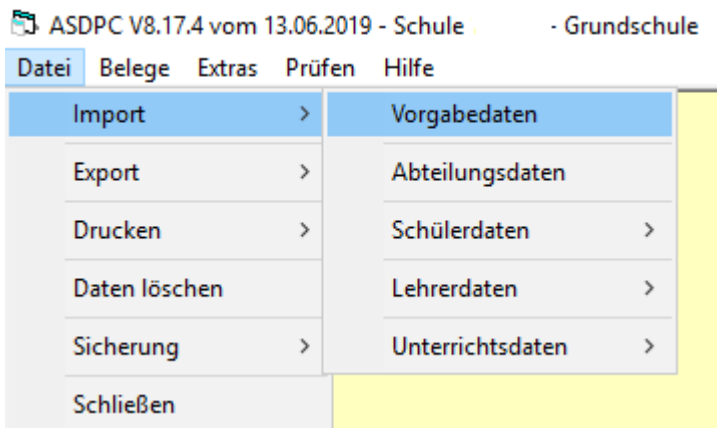 ASDPC V8.17.4 vom 13.06.2019 - Schule - Grundschule
Datei Belege Extras Prüfen Hilfe
Import > Vorgabedaten
Export > Abteilungsdaten
Drucken > Schülerdaten >
Daten löschen Lehrerdaten >
Sicherung > Unterrichtsdaten >
Schließen